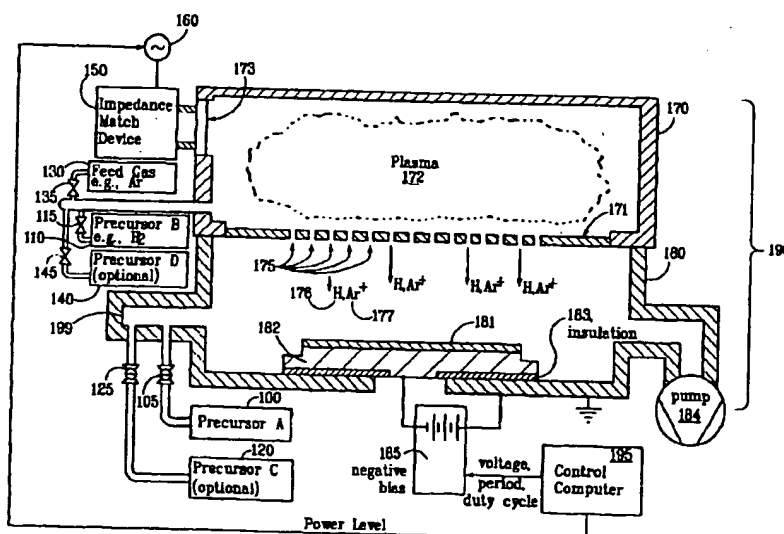 160
150
173
Impedance
Match
Device
170
130
Feed Gas
e.g., Ar
135
Plasma
172
115
110
Precursor B
e.g., H2
171
145
Precursor D
(optional)
140
175
180
190
H,Ar+
H,Ar+
H,Ar+
H,Ar+
176
177
199
182
181
183,
insulation
125
105
100
Precursor A
120
Precursor C
(optional)
185
negative
bias
voltage,
period,
duty cycle
195
Control
Computer
pump
184
Power Level